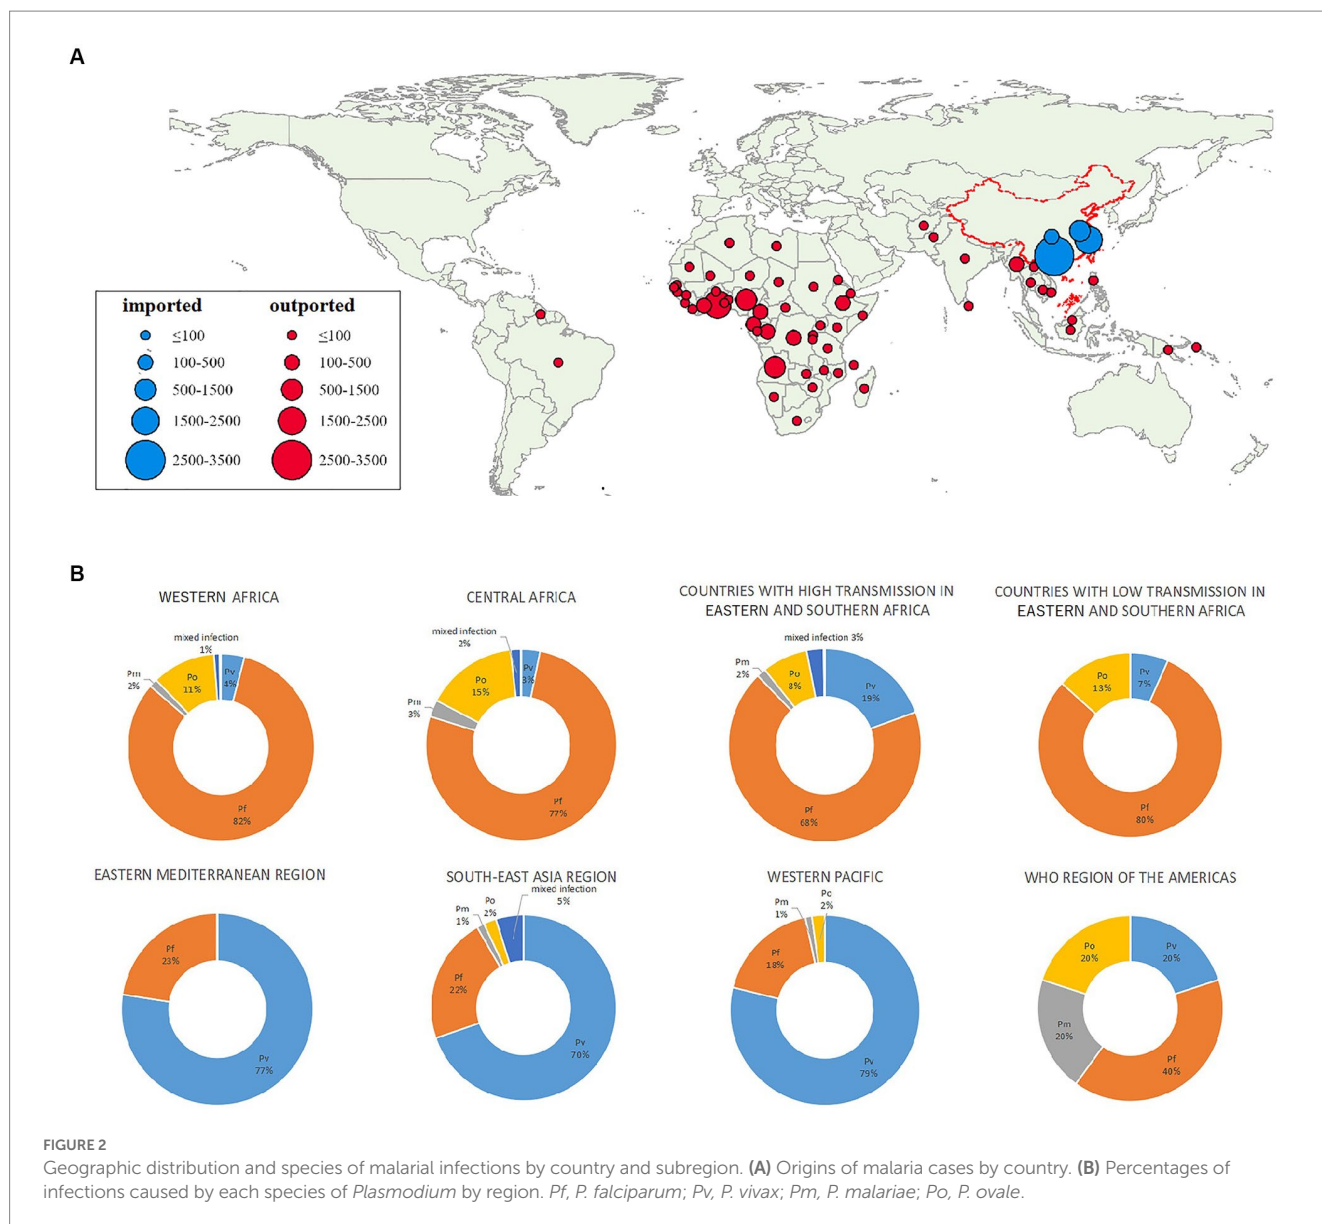 A
imported outported
≤100 ≤100
100-500 100-500
500-1500 500-1500
1500-2500 1500-2500
2500-3500 2500-3500
B
WESTERN AFRICA
mixed infection
1%
Pv
4%
Pm
2%
Po
11%
Pf
82%
CENTRAL AFRICA
mixed infection
2%
Pv
3%
Po
15%
Pm
3%
Pf
77%
COUNTRIES WITH HIGH TRANSMISSION IN
EASTERN AND SOUTHERN AFRICA
mixed infection 3%
Pm
2%
Po
8%
Pv
19%
Pf
68%
COUNTRIES WITH LOW TRANSMISSION IN
EASTERN AND SOUTHERN AFRICA
Po
13%
Pv
7%
Pf
80%
EASTERN MEDITERRANEAN REGION
Pf
23%
Pv
77%
SOUTH-EAST ASIA REGION
mixed infection
5%
Po
2%
Pm
1%
Pf
22%
Pv
70%
WESTERN PACIFIC
Pm
1%
Po
2%
Pf
18%
Pv
79%
WHO REGION OF THE AMERICAS
Po
20%
Pv
20%
Pm
20%
Pf
40%
FIGURE 2
Geographic distribution and species of malarial infections by country and subregion. (A) Origins of malaria cases by country. (B) Percentages of
infections caused by each species of Plasmodium by region. Pf, P. falciparum; Pv, P. vivax; Pm, P. malariae; Po, P. ovale.